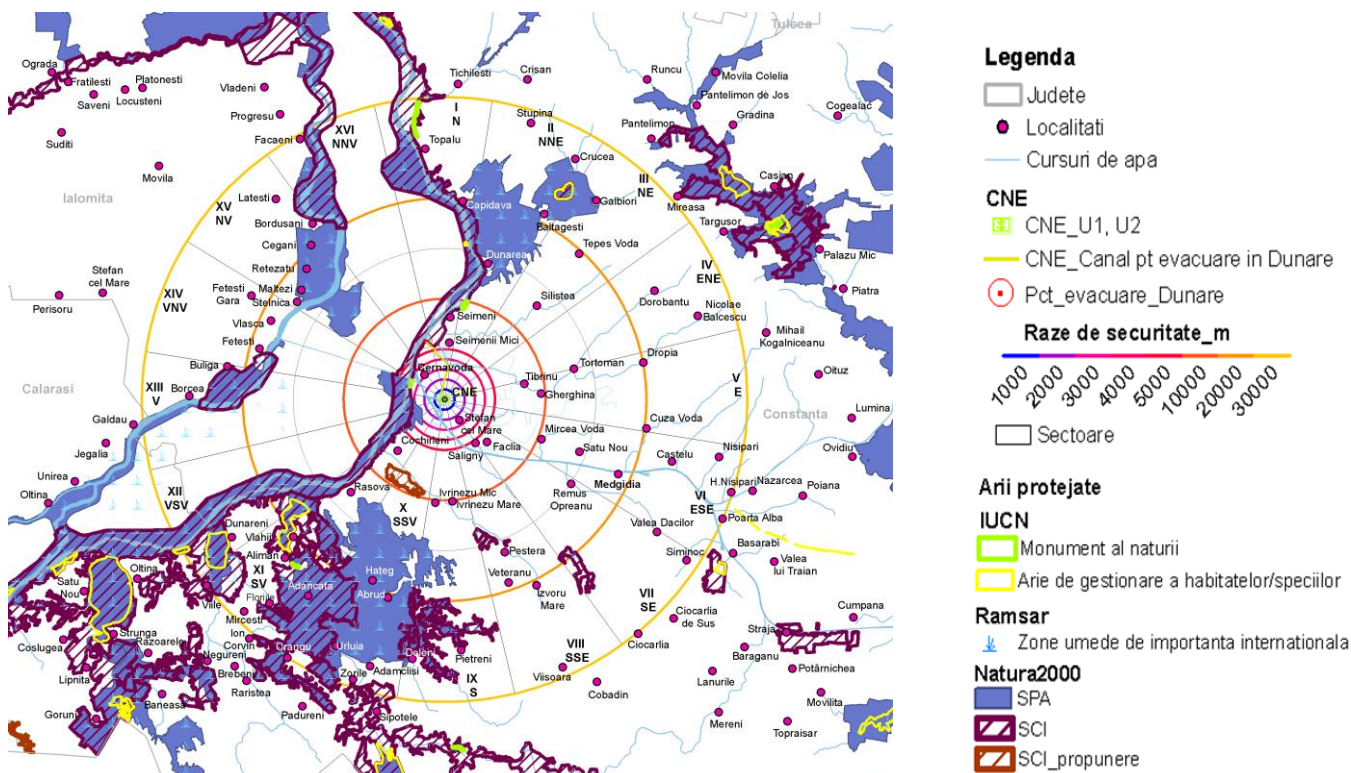 Tulcea
Ograda
Fratilesti
Platonesti
Saveni
Locusteni
Vladeni
Tichilesti
Crisan
Runcu
Movila Colelia
Pantelimon de Jos
Progresu
XVI
NNV
I
N
Stupina
II
NNE
Pantelimon
Gradina
Cogealac
Suditi
Facaeni
Topalu
Crucea
Movila
III
NE
Casian
Ialomita
XV
NV
Latesti
Capidava
Galbiori
Mireasa
Bordusani
Baltagesti
Targusor
Cegani
Dunarea
Tepes Voda
IV
ENE
Palazu Mic
Stefan
cel Mare
Retezatu
Perisoru
XIV
VNV
Fetesti
Gara
Maltezi
Stelnica
Silistea
Dorobantu
Nicolae
Balcescu
Piatra
Vlasca
Seimeni
Mihail
Kogalniceanu
Fetesti
Seimenii Mici
Buliga
Cernavoda
Tortoman
Dropia
Oituz
Calarasi
XIII
V
Borcea
CNE
Tibrinu
Gherghina
V
E
Galdau
Stefan
cel Mare
Cuza Voda
Constanta
Lumina
Jegalia
Cochirleni
Faclia
Mircea Voda
Saligny
Satu Nou
Castelu
Nisipari
Ovidiu
Unirea
XII
VSV
Rasova
Medgidia
H.Nisipari
Nazarcea
Oltina
X
SSV
Ivrinezu Mic
Ivrinezu Mare
Remus
Opreanu
VI
ESE
Poiana
Poarta Alba
Dunareni
Vlahii
Valea Dacilor
Aliman
Pestera
Siminoc
Basarabi
Satu
Nou
Oltina
XI
SV
Hateg
Veteranu
Valea
lui Traian
Viile
Floriile
Adancata
Abrud
Izvoru
Mare
VII
SE
Mircesti
Ciocarlia
de Sus
Cumpana
Strunga
Ion
Corvin
Straja
Coslugea
Razoarele
Orangu
Urluia
Ciocarlia
Negureni
Doleni
Pietreni
VIII
SSE
Baraganu
Lipnita
Brebeni
Zorile
Adamclisi
Potârnichea
Raristea
IX
S
Viisoara
Lanurile
Baneasa
Cobadin
Movilita
Goruni
Padureni
Sipotele
Mereni
Topraisar
Legenda
Judete
Localitati
Cursuri de apa
CNE
CNE_U1, U2
CNE_Canal pt evacuare in Dunare
Pct_evacuare_Dunare
Raze de securitate_m
1000
2000
3000
4000
5000
10000
20000
30000
Sectoare
Arii protejate
IUCN
Monument al naturii
Arie de gestionare a habitatelor/speciilor
Ramsar
Zone umede de importanta internationala
Natura2000
SPA
SCI
SCI_propunere